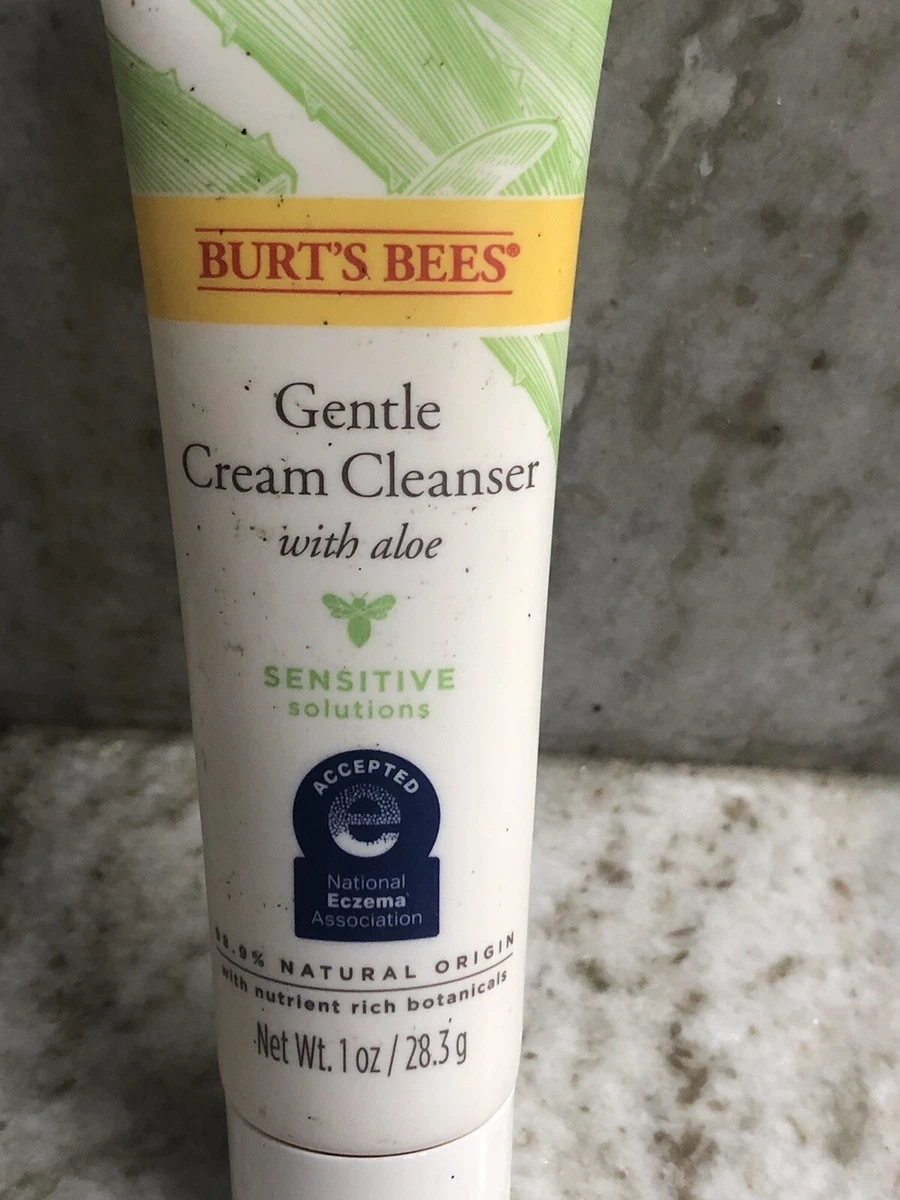 BURT'S BEES®
Gentle
Cream Cleanser
with aloe
SENSITIVE
solutions
ACCEPTED
e
National
Eczema
Association
NATURAL ORIGIN
with nutrient rich botanicals
Net Wt. 1 oz / 28.3 g